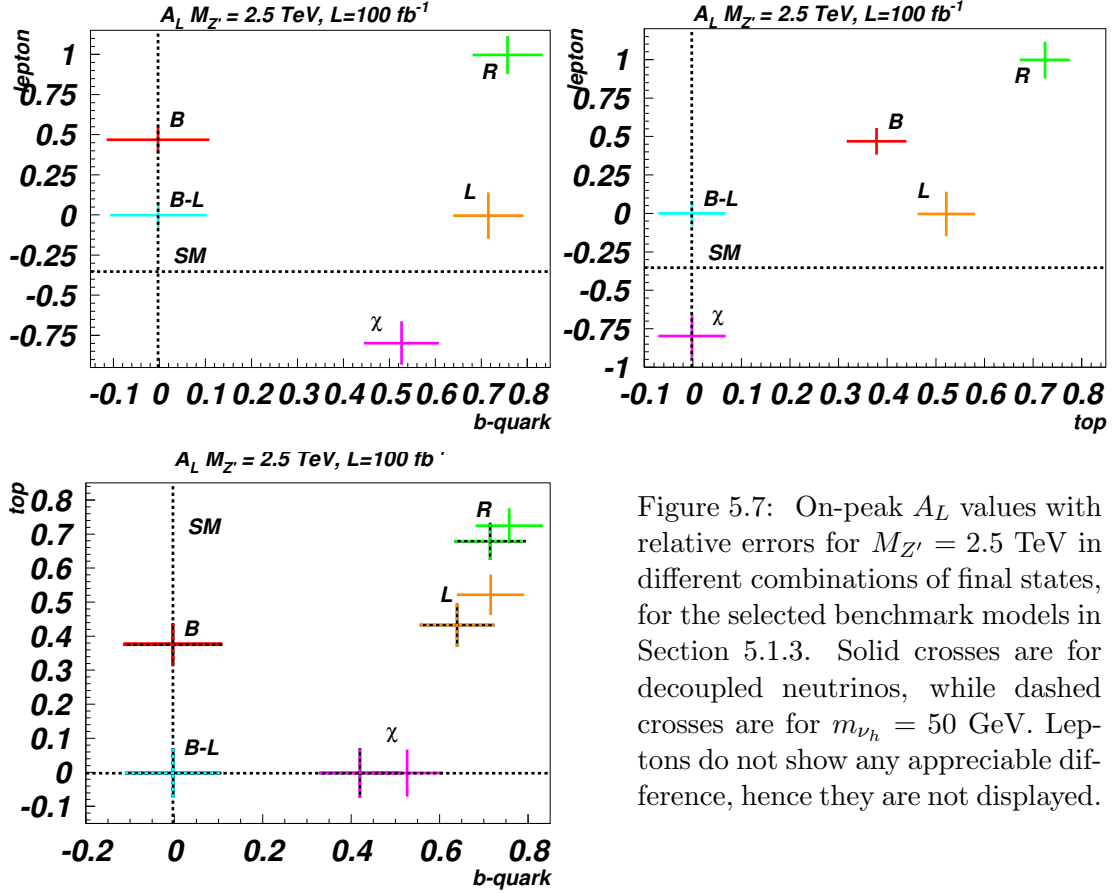 A_L M_Z' = 2.5 TeV, L=100 fb^-1
lepton
1
0.75
0.5
0.25
0
-0.25
-0.5
-0.75
R
B
L
B-L
SM
χ
-0.1 0 0.1 0.2 0.3 0.4 0.5 0.6 0.7 0.8
b-quark
A_L M_Z' = 2.5 TeV, L=100 fb^-1
lepton
1
0.75
0.5
0.25
0
-0.25
-0.5
-0.75
-1
R
B
L
B-L
SM
χ
-0.1 0 0.1 0.2 0.3 0.4 0.5 0.6 0.7 0.8
top
A_L M_Z' = 2.5 TeV, L=100 fb
top
0.8
0.7
0.6
0.5
0.4
0.3
0.2
0.1
0
-0.1
SM
R
L
B
χ
B-L
-0.2 0 0.2 0.4 0.6 0.8
b-quark
Figure 5.7: On-peak A_L values with
relative errors for M_Z' = 2.5 TeV in
different combinations of final states,
for the selected benchmark models in
Section 5.1.3. Solid crosses are for
decoupled neutrinos, while dashed
crosses are for m_ν_h = 50 GeV. Lep-
tons do not show any appreciable dif-
ference, hence they are not displayed.